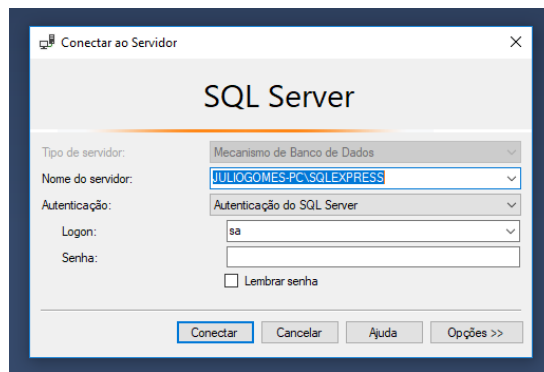 Conectar ao Servidor
SQL Server
Tipo de servidor: Mecanismo de Banco de Dados
Nome do servidor: JULIOGOMES-PC\SQLEXPRESS
Autenticação: Autenticação do SQL Server
Logon: sa
Senha:
Lembrar senha
Conectar Cancelar Ajuda Opções >>